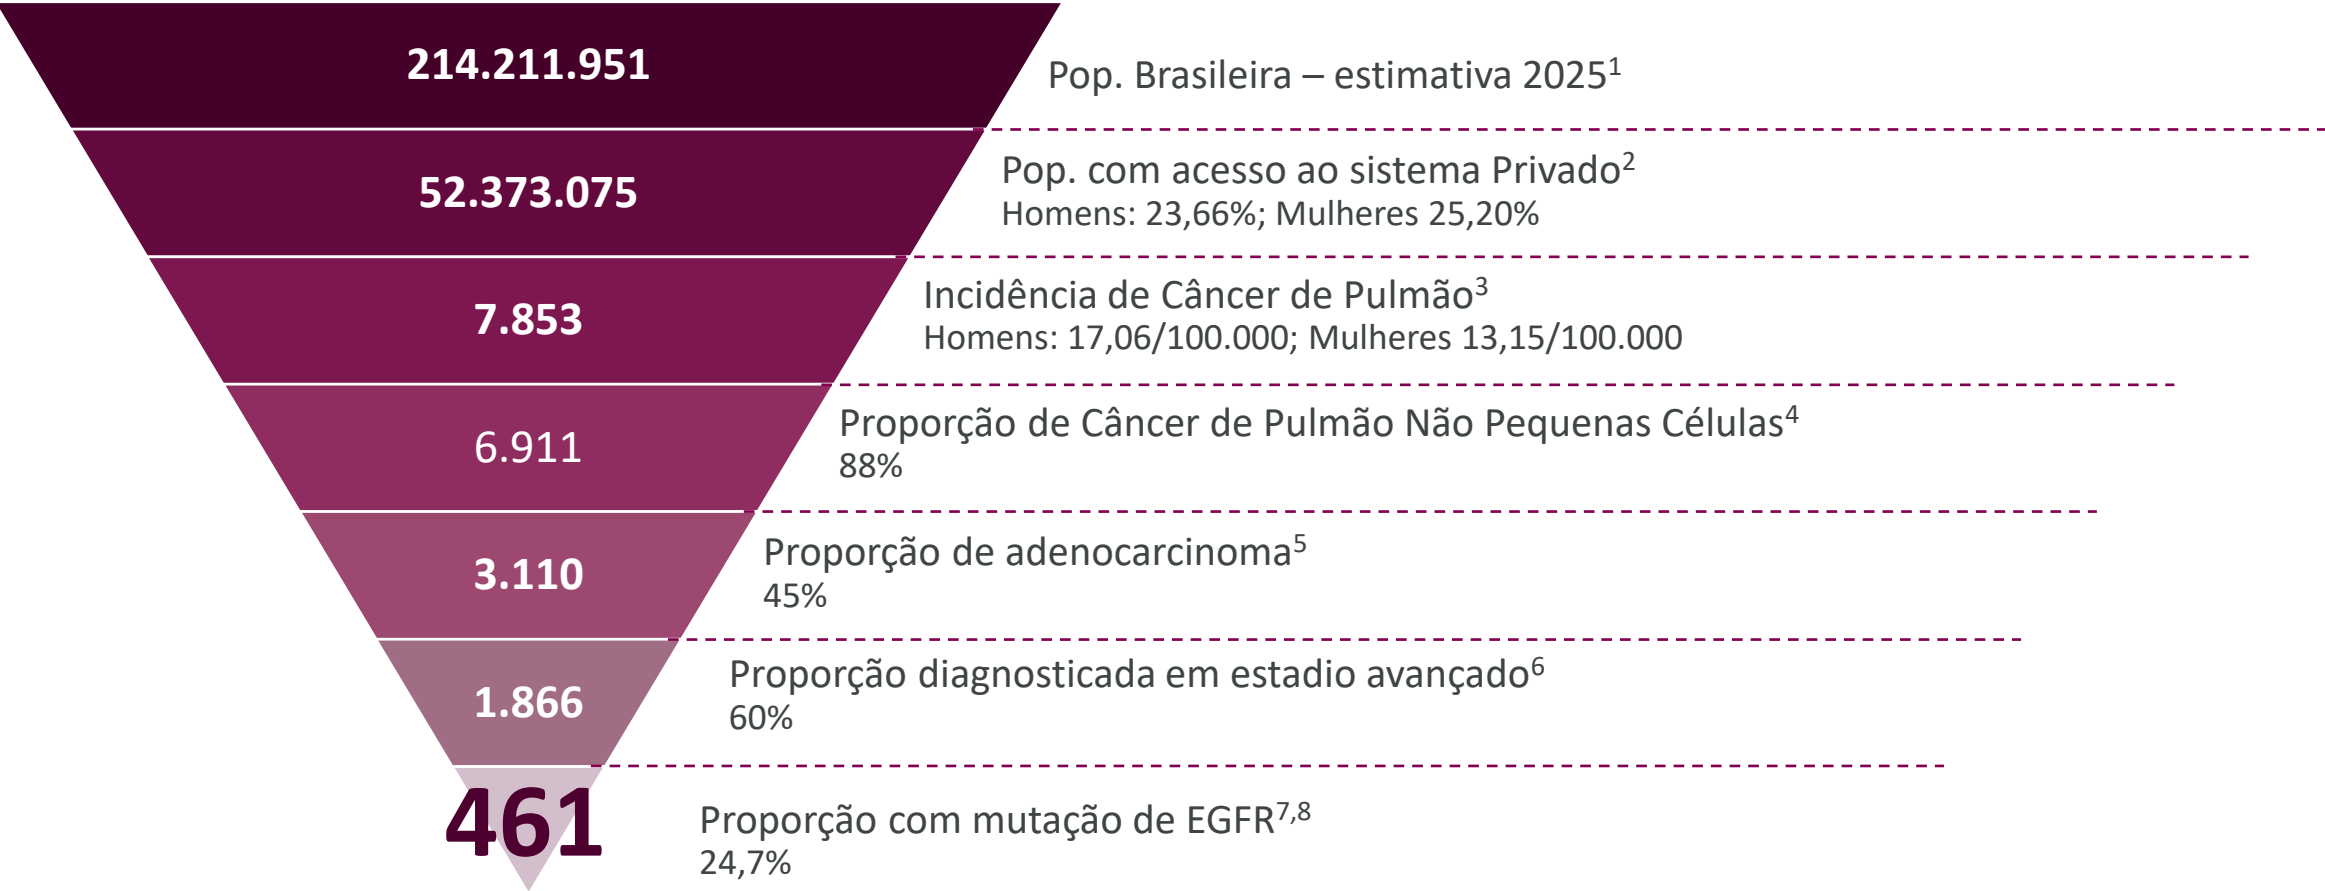 214.211.951
Pop. Brasileira – estimativa 2025¹
52.373.075
Pop. com acesso ao sistema Privado²
Homens: 23,66%; Mulheres 25,20%
7.853
Incidência de Câncer de Pulmão³
Homens: 17,06/100.000; Mulheres 13,15/100.000
6.911
Proporção de Câncer de Pulmão Não Pequenas Células⁴
88%
3.110
Proporção de adenocarcinoma⁵
45%
1.866
Proporção diagnosticada em estadio avançado⁶
60%
461
Proporção com mutação de EGFR⁷,⁸
24,7%